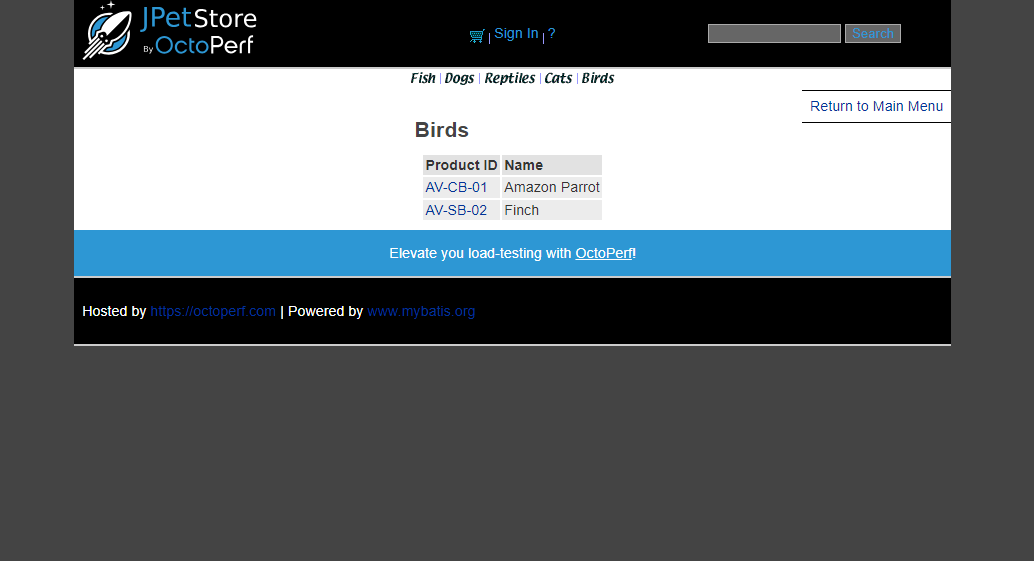 JPetStore
By OctoPerf
| Sign In | ?
Search
Fish | Dogs | Reptiles | Cats | Birds
Return to Main Menu
Birds
Product ID Name
AV-CB-01 Amazon Parrot
AV-SB-02 Finch
Elevate you load-testing with OctoPerf!
Hosted by https://octoperf.com | Powered by www.mybatis.org